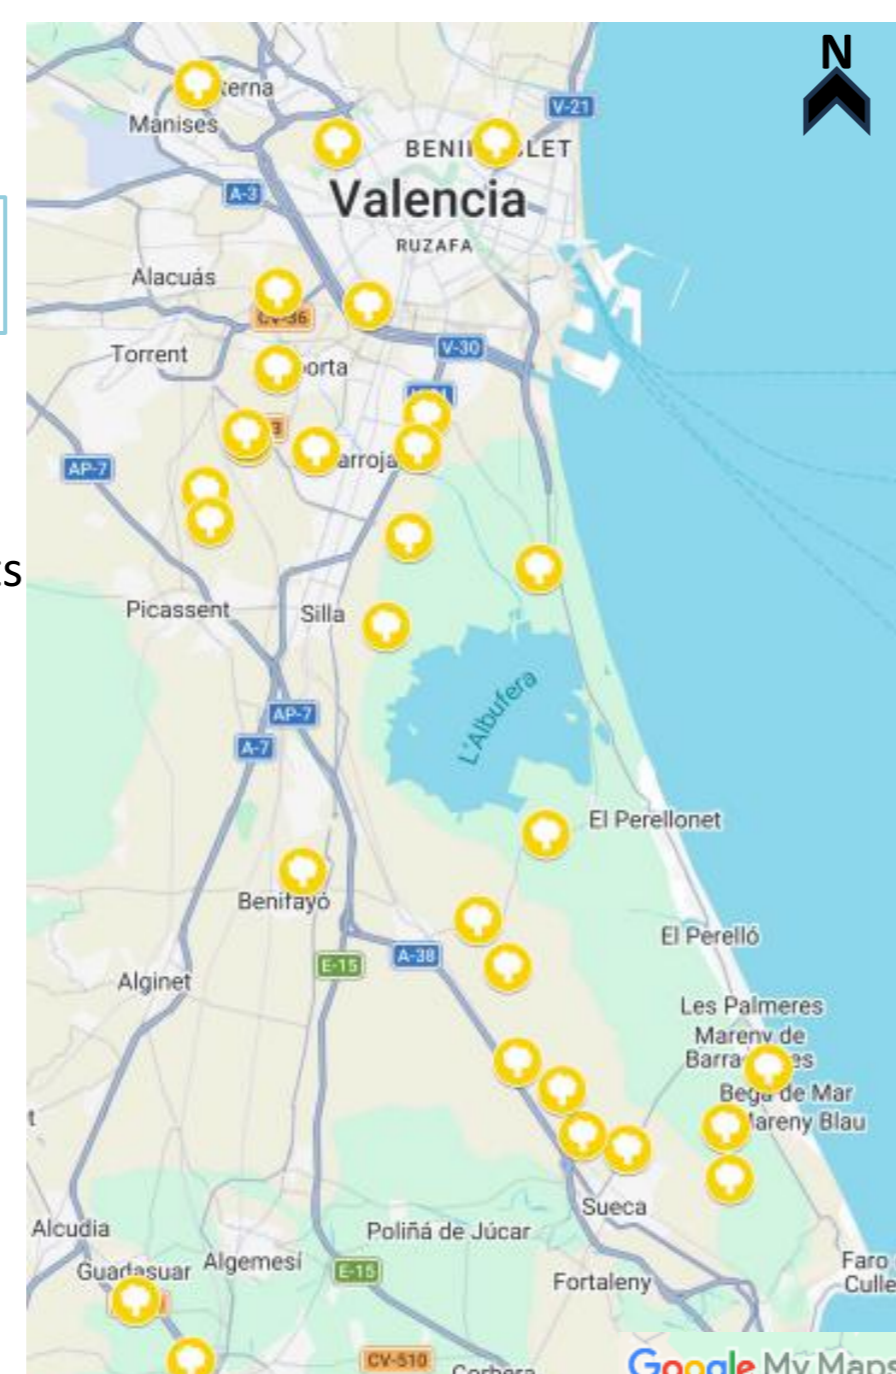 N
terna
Manises
V-21
BENI
LET
A-3
Valencia
RUZAFA
Alacuás
CV-36
Torrent
V-30
orta
3
arroja
AP-7
ts
Picassent
Silla
L'Albufera
AP-7
A-7
El Perellonet
Benifayó
El Perelló
A-38
E-15
Alginet
Les Palmeres
Mareny de
Barra
es
Bega de Mar
Mareny Blau
t
Sueca
Alcudia
Poliñá de Júcar
Faro
Algemesí
Guadasuar
E-15
Fortaleny
Culle
CV-510
Corbera
Google My Maps